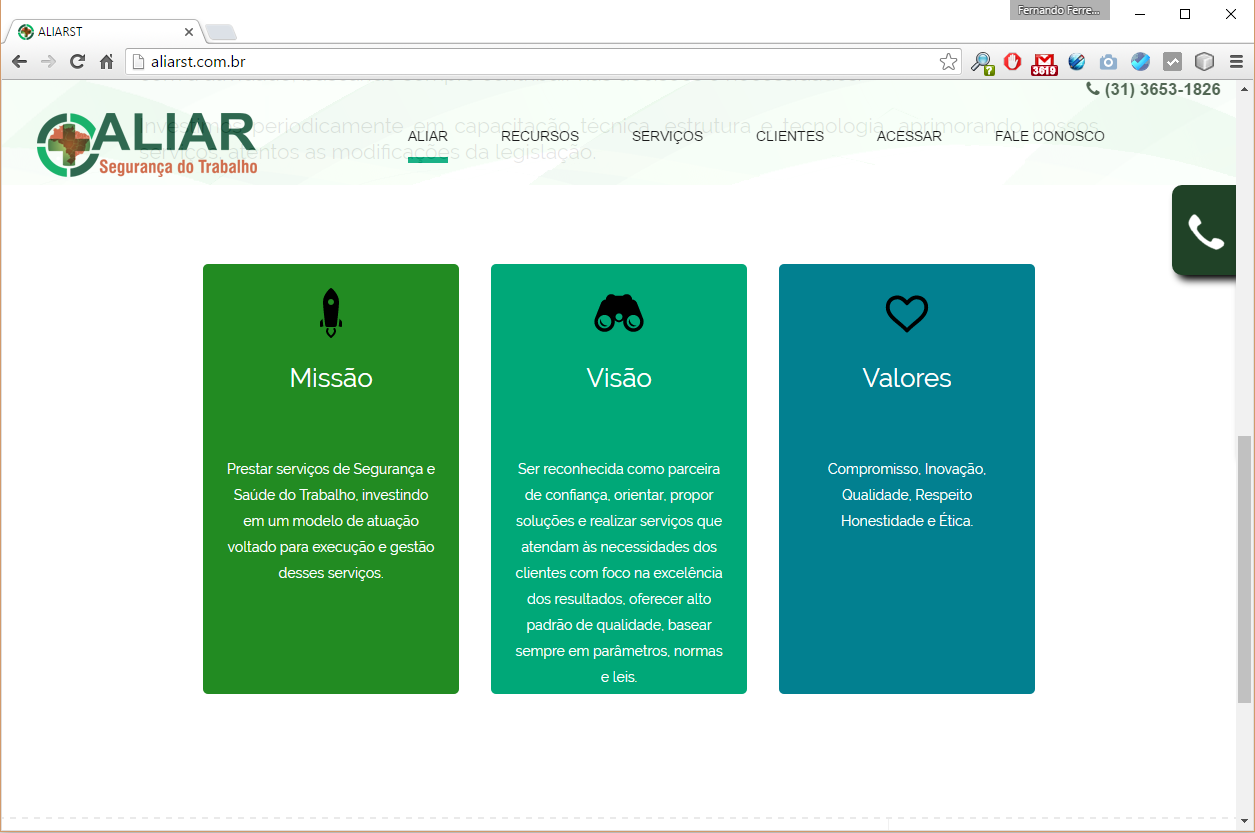 Fernando Ferre...
ALIARST
aliarst.com.br
3619
(31) 3653-1826
ALIAR
Segurança do Trabalho
Investimos periodicamente em capacitação técnica, estrutura e tecnologia, aprimorando nossos
serviços, atentos as modificações da legislação.
ALIAR RECURSOS SERVIÇOS CLIENTES ACESSAR FALE CONOSCO
Missão
Prestar serviços de Segurança e
Saúde do Trabalho, investindo
em um modelo de atuação
voltado para execução e gestão
desses serviços.
Visão
Ser reconhecida como parceira
de confiança, orientar, propor
soluções e realizar serviços que
atendam às necessidades dos
clientes com foco na excelência
dos resultados, oferecer alto
padrão de qualidade, basear
sempre em parâmetros, normas
e leis.
Valores
Compromisso, Inovação,
Qualidade, Respeito
Honestidade e Ética.